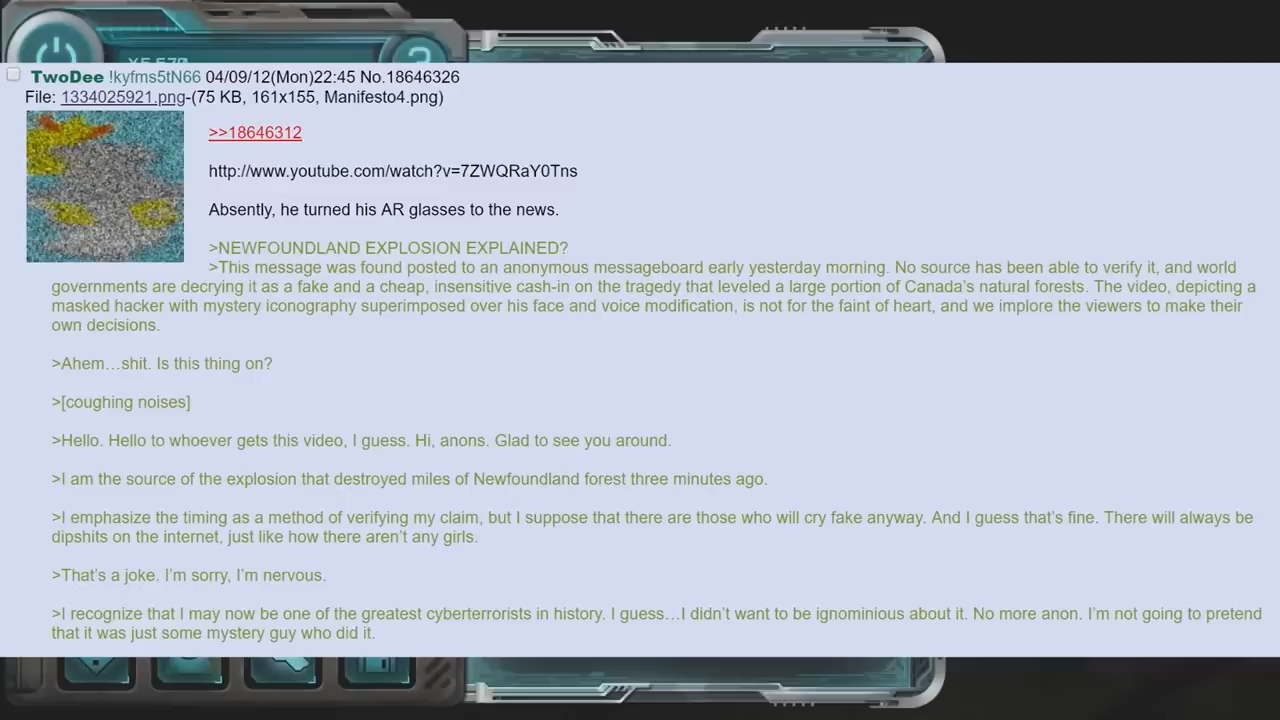 TwoDee !kyfms5tN66 04/09/12(Mon)22:45 No.18646326
File: 1334025921.png-(75 KB, 161x155, Manifesto4.png)
>>18646312
http://www.youtube.com/watch?v=7ZWQRaY0Tns
Absently, he turned his AR glasses to the news.
>NEWFOUNDLAND EXPLOSION EXPLAINED?
>This message was found posted to an anonymous messageboard early yesterday morning. No source has been able to verify it, and world
governments are decrying it as a fake and a cheap, insensitive cash-in on the tragedy that leveled a large portion of Canada's natural forests. The video, depicting a
masked hacker with mystery iconography superimposed over his face and voice modification, is not for the faint of heart, and we implore the viewers to make their
own decisions.
>Ahem…shit. Is this thing on?
>[coughing noises]
>Hello. Hello to whoever gets this video, I guess. Hi, anons. Glad to see you around.
>I am the source of the explosion that destroyed miles of Newfoundland forest three minutes ago.
>I emphasize the timing as a method of verifying my claim, but I suppose that there are those who will cry fake anyway. And I guess that's fine. There will always be
dipshits on the internet, just like how there aren't any girls.
>That's a joke. I'm sorry, I'm nervous.
>I recognize that I may now be one of the greatest cyberterrorists in history. I guess…I didn't want to be ignominious about it. No more anon. I'm not going to pretend
that it was just some mystery guy who did it.